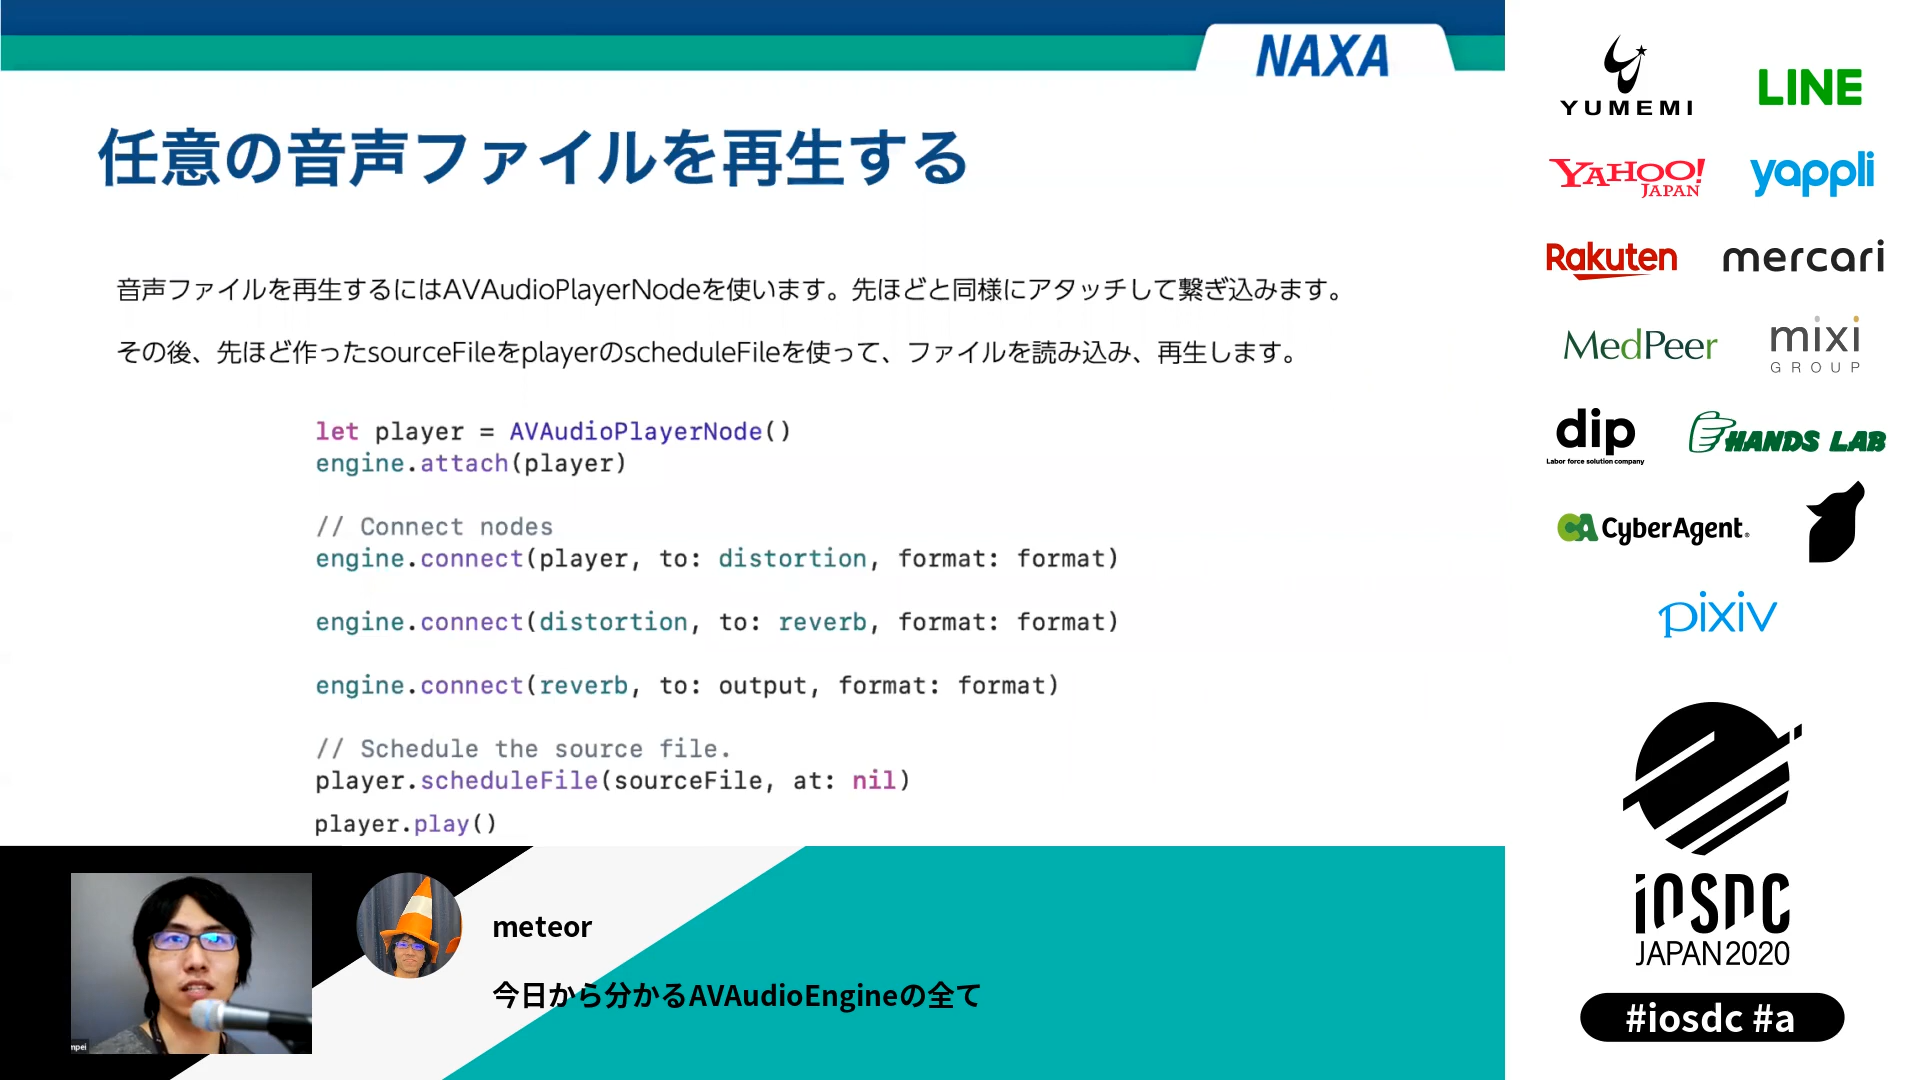 NAXA
任意の音声ファイルを再生する
音声ファイルを再生するにはAVAudioPlayerNodeを使います。先ほどと同様にアタッチして繋ぎ込みます。
その後、先ほど作ったsourceFileをplayerのscheduleFileを使って、ファイルを読み込み、再生します。
let player = AVAudioPlayerNode()
engine.attach(player)
// Connect nodes
engine.connect(player, to: distortion, format: format)
engine.connect(distortion, to: reverb, format: format)
engine.connect(reverb, to: output, format: format)
// Schedule the source file.
player.scheduleFile(sourceFile, at: nil)
player.play()
mpei
meteor
今日から分かるAVAudioEngineの全て
YUMEMI
LINE
YAHOO!
JAPAN
yappli
Rakuten
mercari
MedPeer
mixi
GROUP
dip
Labor force solution company
HANDS LAB
CyberAgent®
pixiv
iOSDC
JAPAN2020
#iosdc #a